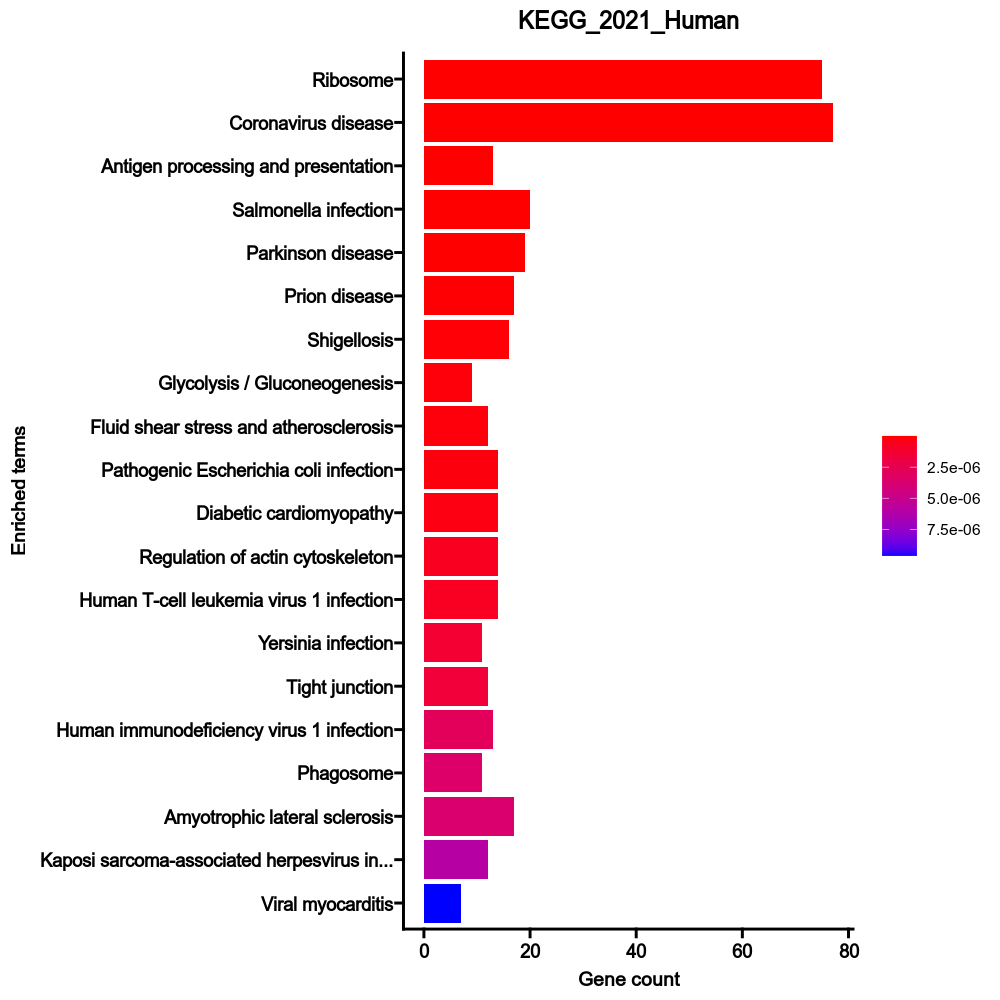 KEGG_2021_Human
Ribosome
Coronavirus disease
Antigen processing and presentation
Salmonella infection
Parkinson disease
Prion disease
Shigellosis
Glycolysis / Gluconeogenesis
Fluid shear stress and atherosclerosis
Pathogenic Escherichia coli infection
Diabetic cardiomyopathy
Regulation of actin cytoskeleton
Human T-cell leukemia virus 1 infection
Yersinia infection
Tight junction
Human immunodeficiency virus 1 infection
Phagosome
Amyotrophic lateral sclerosis
Kaposi sarcoma-associated herpesvirus in...
Viral myocarditis
Enriched terms
0 20 40 60 80
Gene count
2.5e-06
5.0e-06
7.5e-06